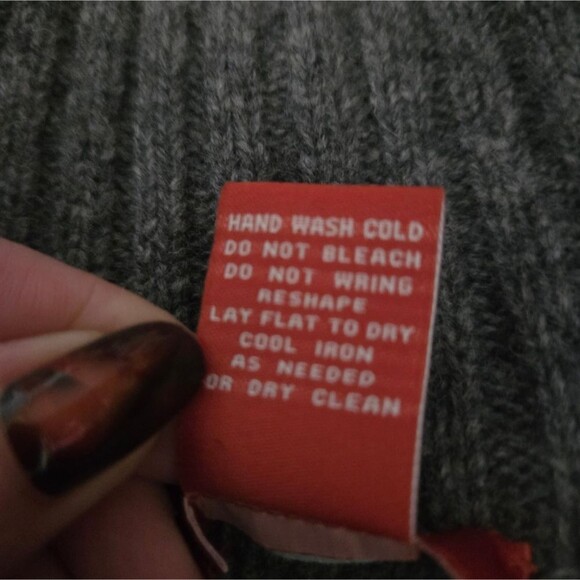 HAND WASH COLD
DO NOT BLEACH
DO NOT WRING
RESHAPE
LAY FLAT TO DRY
COOL IRON
AS NEEDED
OR DRY CLEAN